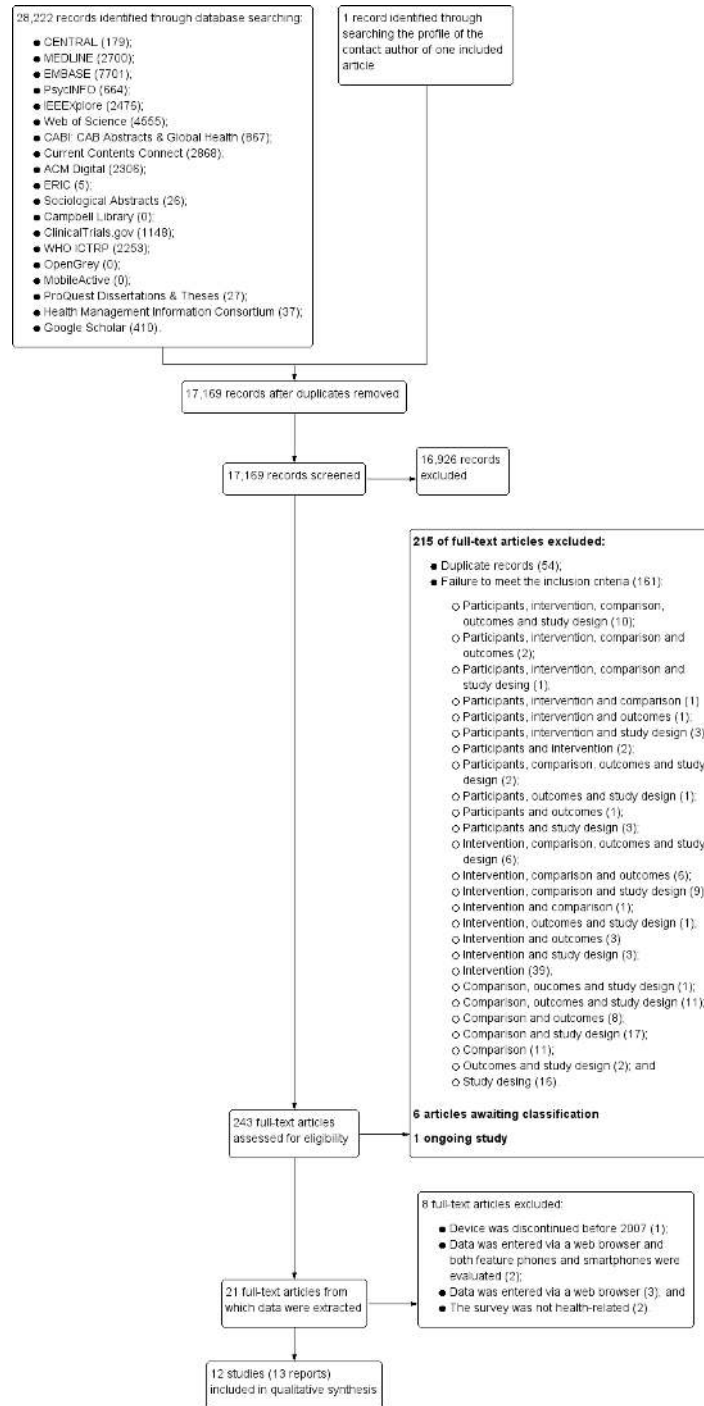 28,222 records identified through database searching:
● CENTRAL (179);
● MEDLINE (2700);
● EMBASE (7701);
● PsycINFO (664);
● IEEExplore (2476);
● Web of Science (4555);
● CABI: CAB Abstracts & Global Health (867);
● Current Contents Connect (2868);
● ACM Digital (2306);
● ERIC (5);
● Sociological Abstracts (26);
● Campbell Library (0);
● ClinicalTrials.gov (1148);
● WHO ICTRP (2253);
● OpenGrey (0);
● MobileActive (0);
● ProQuest Dissertations & Theses (27);
● Health Management Information Consortium (37);
● Google Scholar (410).
1 record identified through
searching the profile of the
contact author of one included
article
17,169 records after duplicates removed
17,169 records screened
16,926 records
excluded
215 of full-text articles excluded:
● Duplicate records (54);
● Failure to meet the inclusion criteria (161):
○ Participants, intervention, comparison,
outcomes and study design (10);
○ Participants, intervention, comparison and
outcomes (2);
○ Participants, intervention, comparison and
study desing (1);
○ Participants, intervention and comparison (1)
○ Participants, intervention and outcomes (1);
○ Participants, intervention and study design (3)
○ Participants and intervention (2);
○ Participants, comparison, outcomes and study
design (2);
○ Participants, outcomes and study design (1);
○ Participants and outcomes (1);
○ Participants and study design (3);
○ Intervention, comparison, outcomes and study
design (6);
○ Intervention, comparison and outcomes (6);
○ Intervention, comparison and study design (9)
○ Intervention and comparison (1);
○ Intervention, outcomes and study design (1);
○ Intervention and outcomes (3)
○ Intervention and study design (3);
○ Intervention (39);
○ Comparison, oucomes and study design (1);
○ Comparison, outcomes and study design (11);
○ Comparison and outcomes (8);
○ Comparison and study design (17);
○ Comparison (11);
○ Outcomes and study design (2); and
○ Study desing (16).
6 articles awaiting classification
1 ongoing study
243 full-text articles
assessed for eligibility
8 full-text articles excluded:
● Device was discontinued before 2007 (1);
● Data was entered via a web browser and
both feature phones and smartphones were
evaluated (2);
● Data was entered via a web browser (3); and
● The survey was not health-related (2).
21 full-text articles from
which data were extracted
12 studies (13 reports)
included in qualitative synthesis